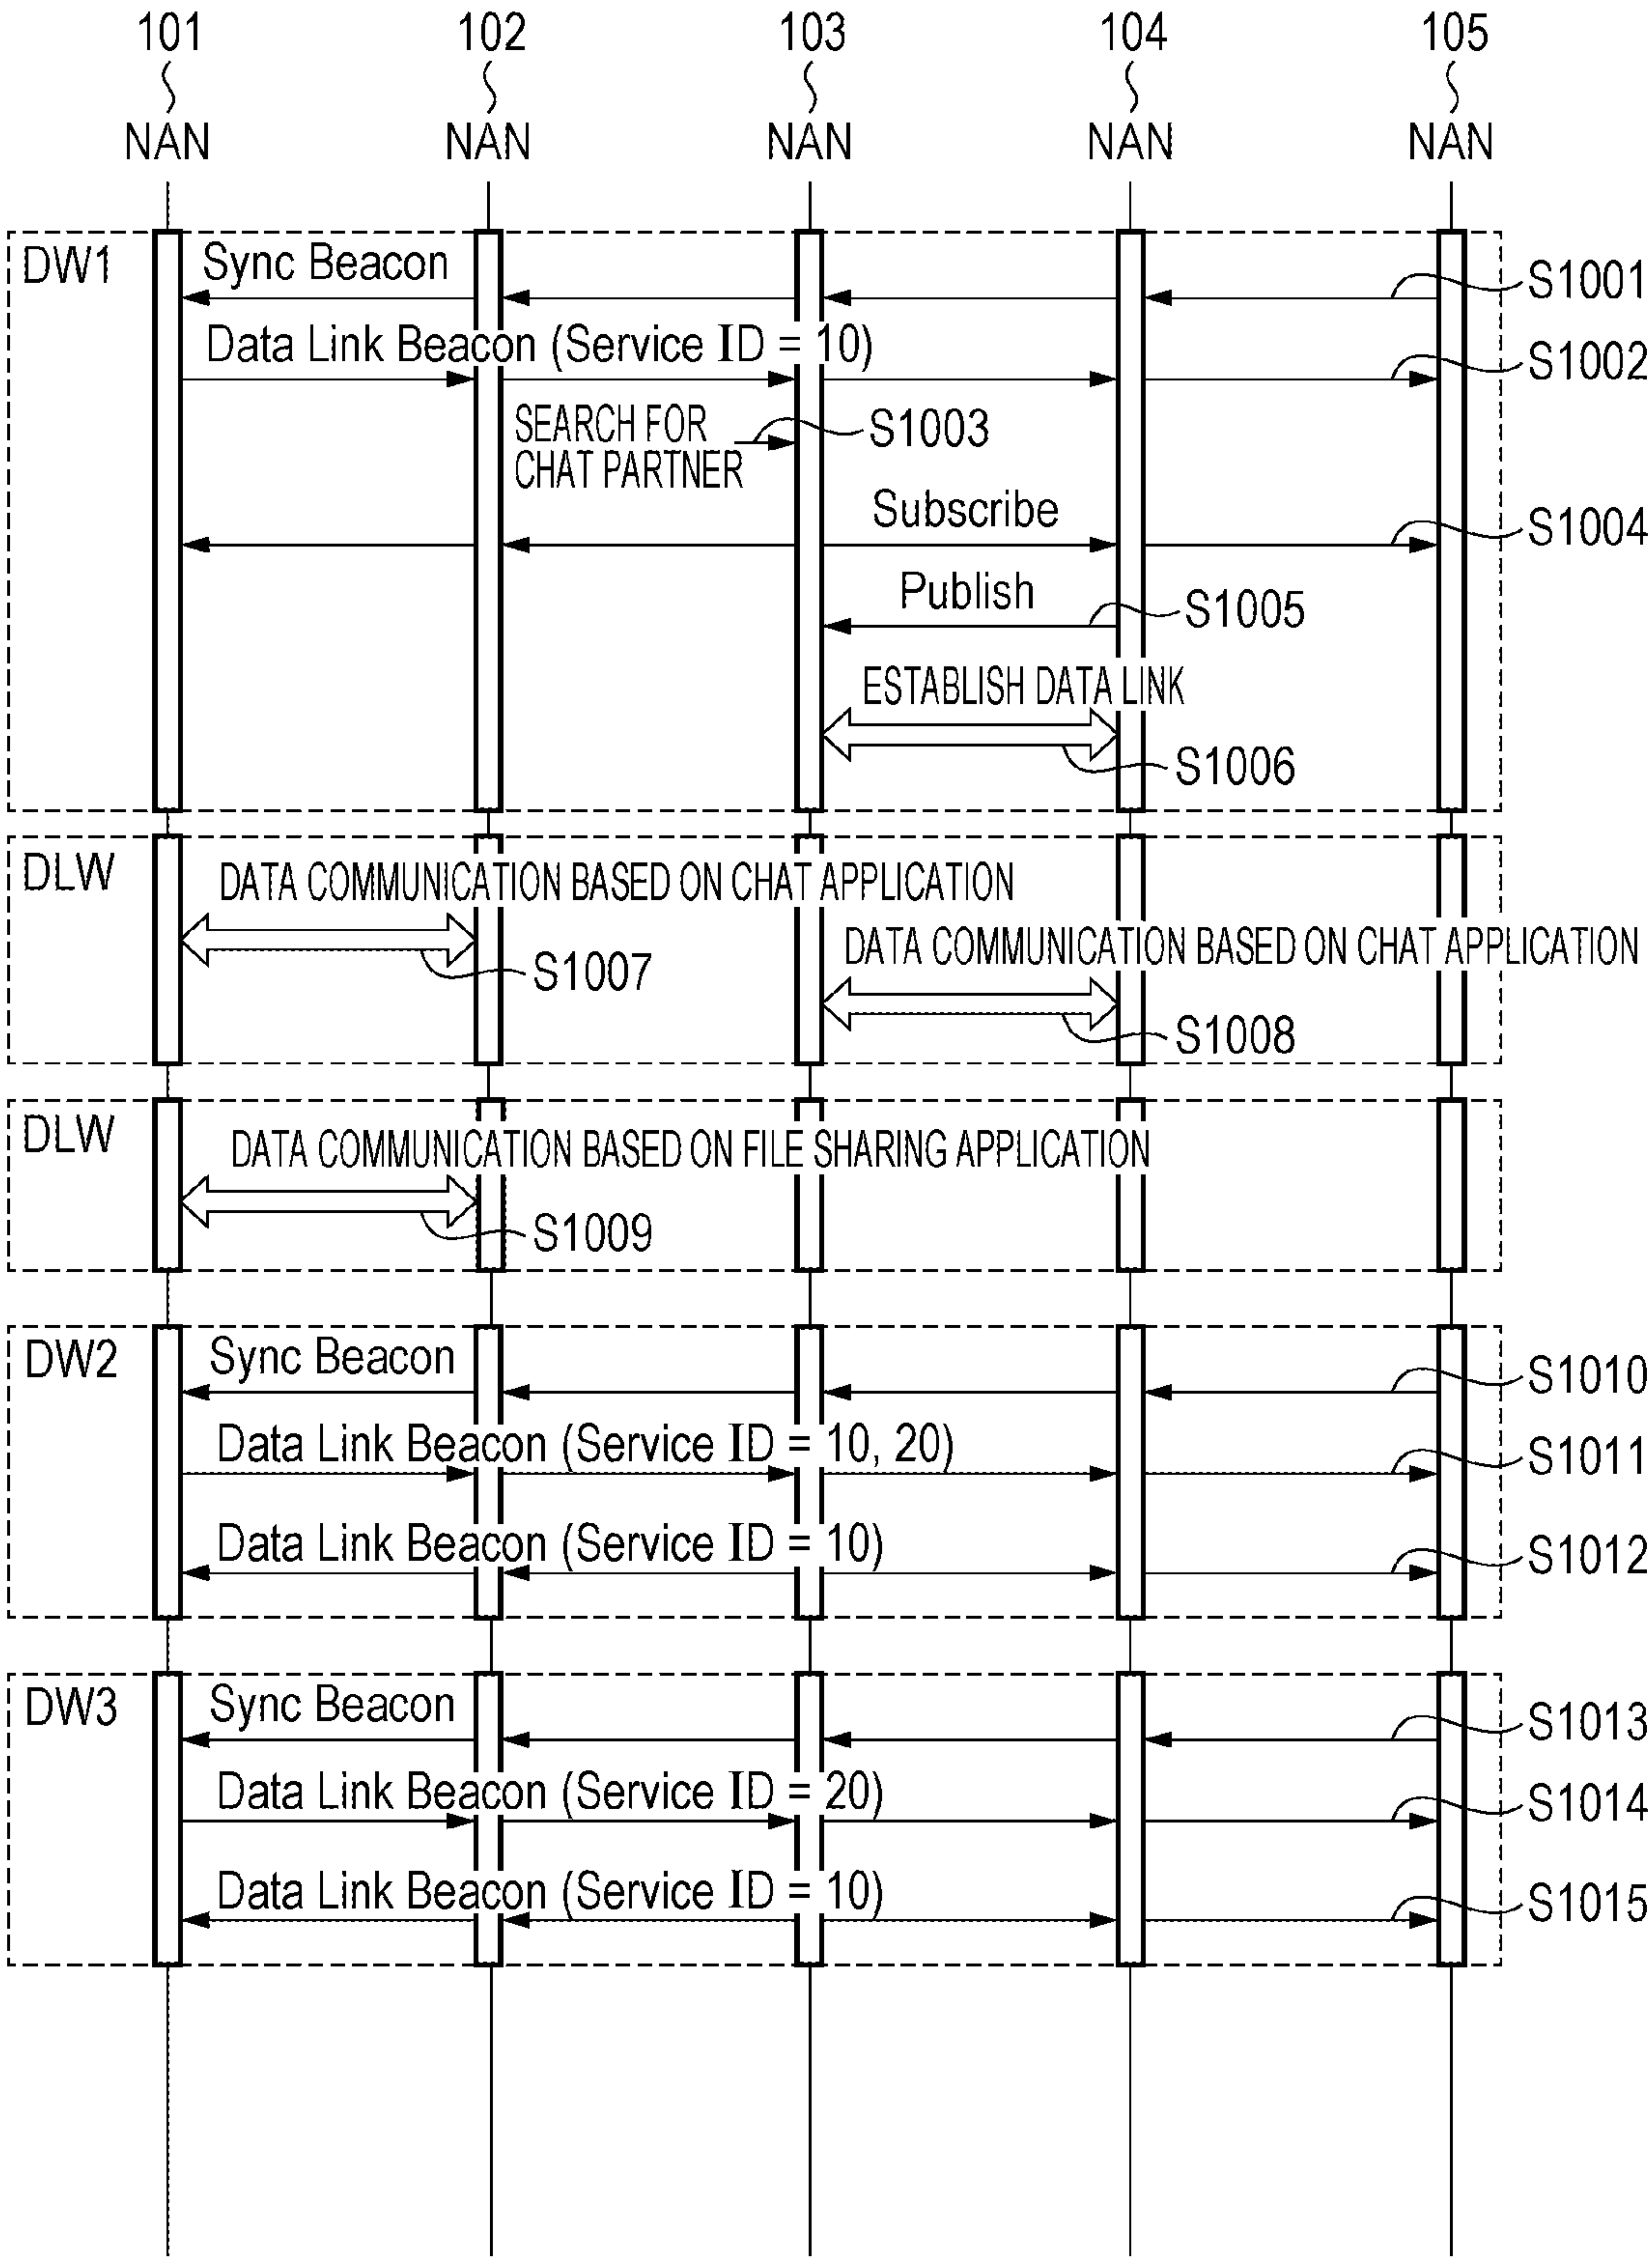 101 102 103 104 105
NAN NAN NAN NAN NAN
DW1
Sync Beacon
S1001
Data Link Beacon (Service ID = 10)
S1002
SEARCH FOR
CHAT PARTNER
S1003
Subscribe
S1004
Publish
S1005
ESTABLISH DATA LINK
S1006
DLW
DATA COMMUNICATION BASED ON CHAT APPLICATION
S1007
DATA COMMUNICATION BASED ON CHAT APPLICATION
S1008
DLW
DATA COMMUNICATION BASED ON FILE SHARING APPLICATION
S1009
DW2
Sync Beacon
S1010
Data Link Beacon (Service ID = 10, 20)
S1011
Data Link Beacon (Service ID = 10)
S1012
DW3
Sync Beacon
S1013
Data Link Beacon (Service ID = 20)
S1014
Data Link Beacon (Service ID = 10)
S1015